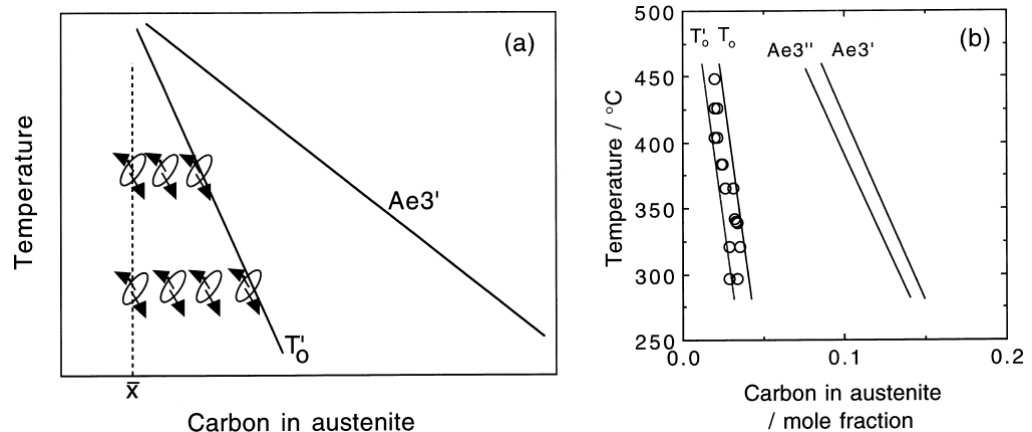 (a)
Temperature
Ae3'
T'o
x̄
Carbon in austenite
(b)
500
450
400
350
300
250
Temperature / °C
T'o To
Ae3'' Ae3'
0.0 0.1 0.2
Carbon in austenite
/ mole fraction